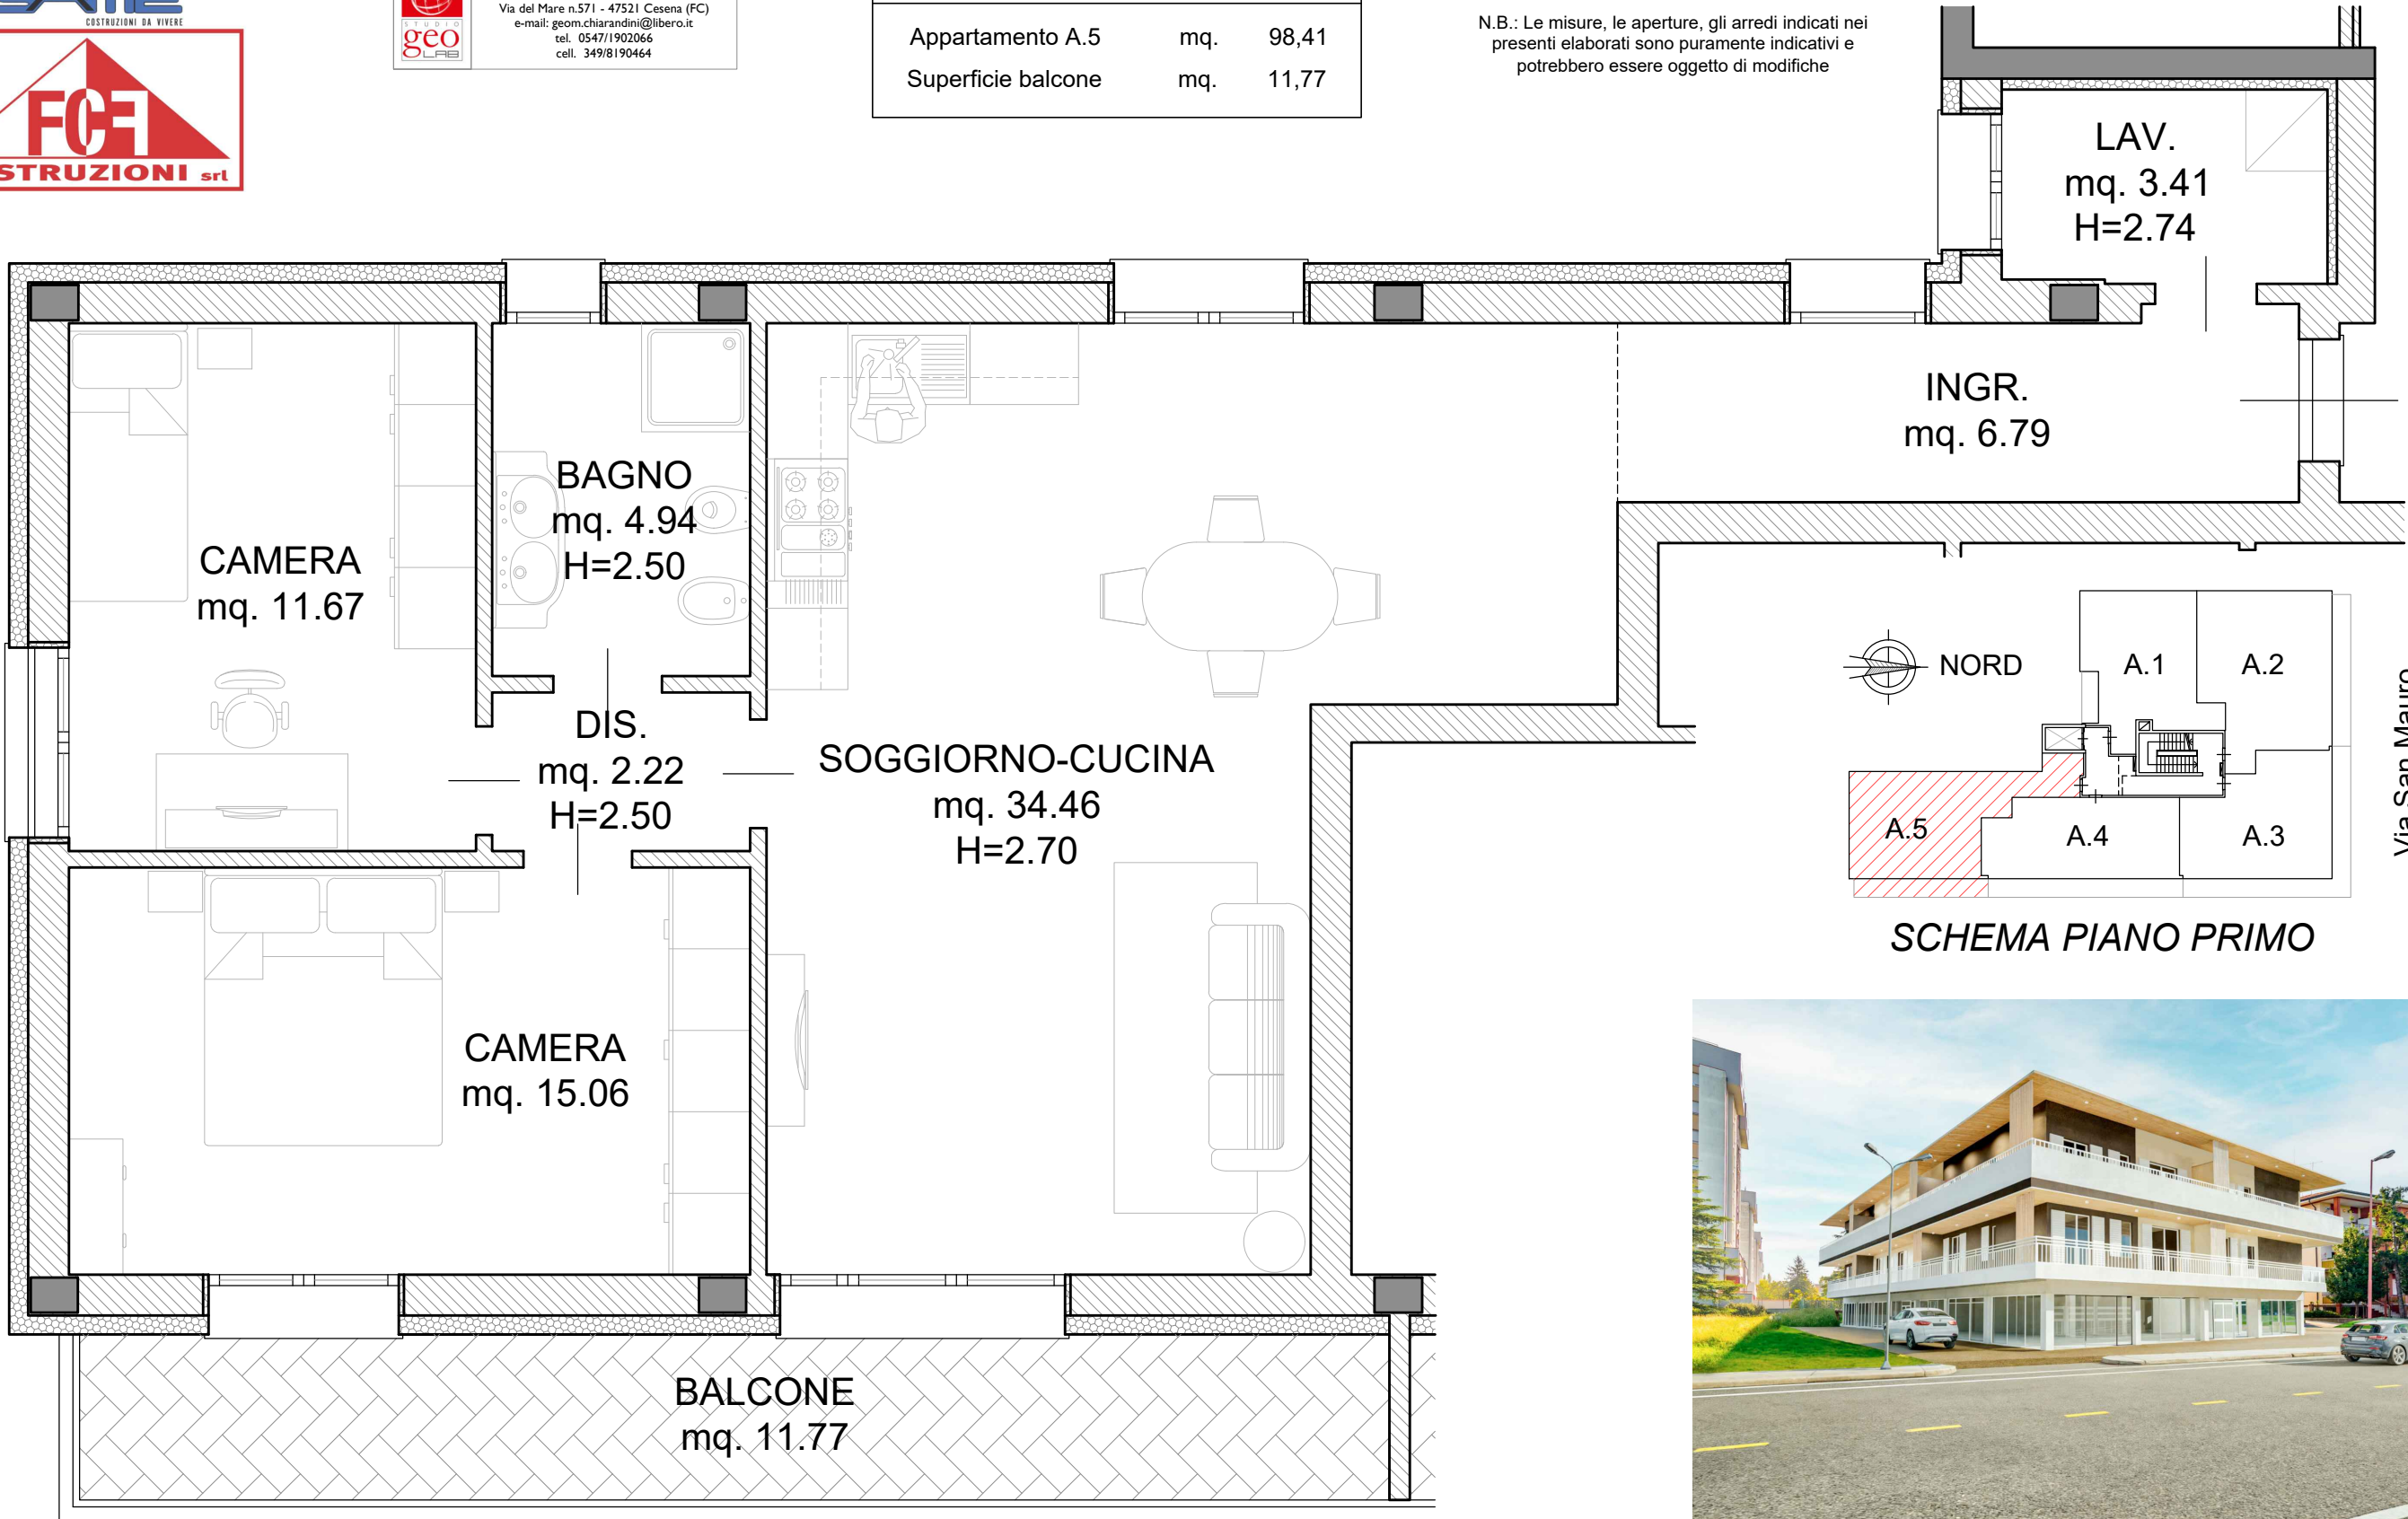 COSTRUZIONI DA VIVERE
FCF
STRUZIONI srl
STUDIO
geo
LAB
Via del Mare n.571 - 47521 Cesena (FC)
e-mail: geom.chiarandini@libero.it
tel. 0547/1902066
cell. 349/8190464
Appartamento A.5 mq. 98,41
Superficie balcone mq. 11,77
N.B.: Le misure, le aperture, gli arredi indicati nei
presenti elaborati sono puramente indicativi e
potrebbero essere oggetto di modifiche
LAV.
mq. 3.41
H=2.74
INGR.
mq. 6.79
BAGNO
mq. 4.94
H=2.50
CAMERA
mq. 11.67
DIS.
mq. 2.22
H=2.50
SOGGIORNO-CUCINA
mq. 34.46
H=2.70
CAMERA
mq. 15.06
BALCONE
mq. 11.77
NORD
A.1
A.2
A.5
A.4
A.3
Via San Mauro
SCHEMA PIANO PRIMO